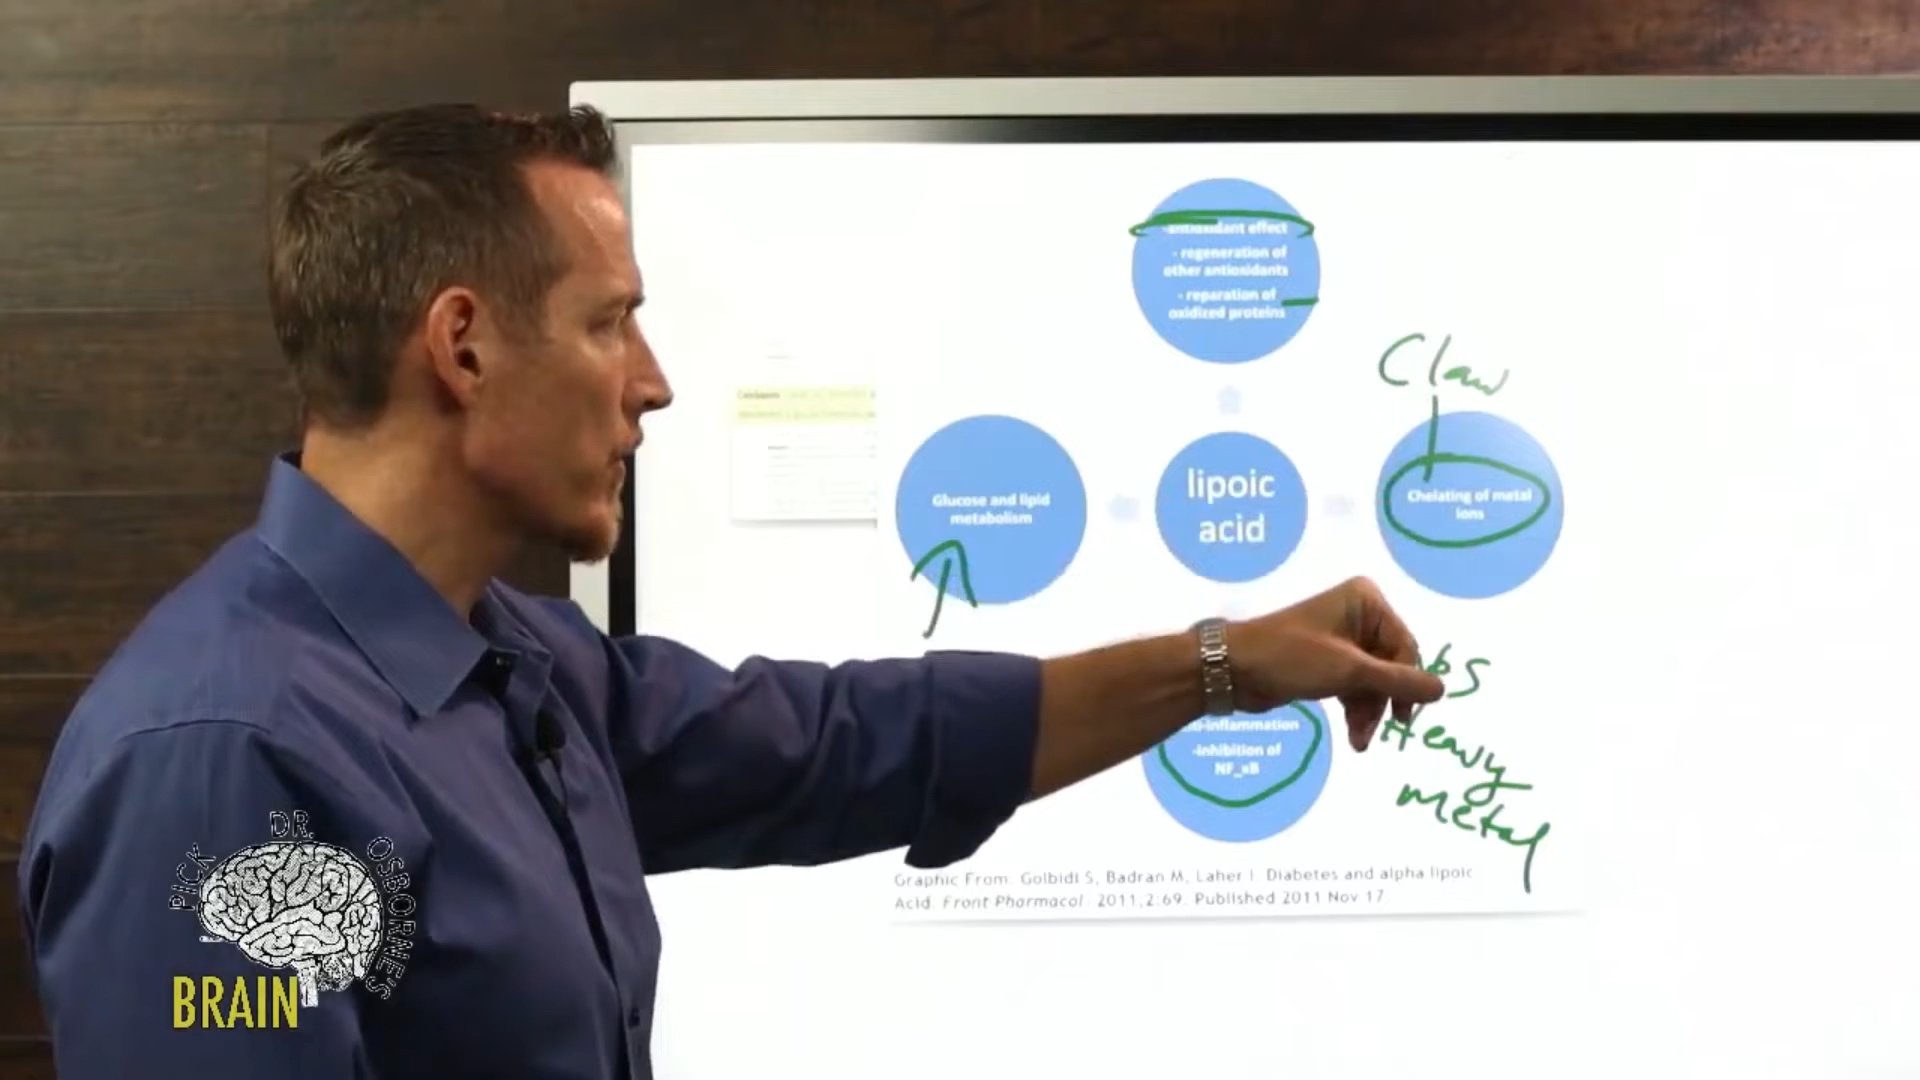 -antioxidant effect
- regeneration of
other antioxidants
- reparation of
oxidized proteins
Claw
Glucose and lipid
metabolism
lipoic
acid
Chelating of metal
ions
Heavy
metal
-inhibition of
NF_κB
Graphic From: Golbidi S, Badran M, Laher I. Diabetes and alpha lipoic
Acid. Front Pharmacol. 2011;2:69. Published 2011 Nov 17
PICK
DR.
OSBORNE'S
BRAIN